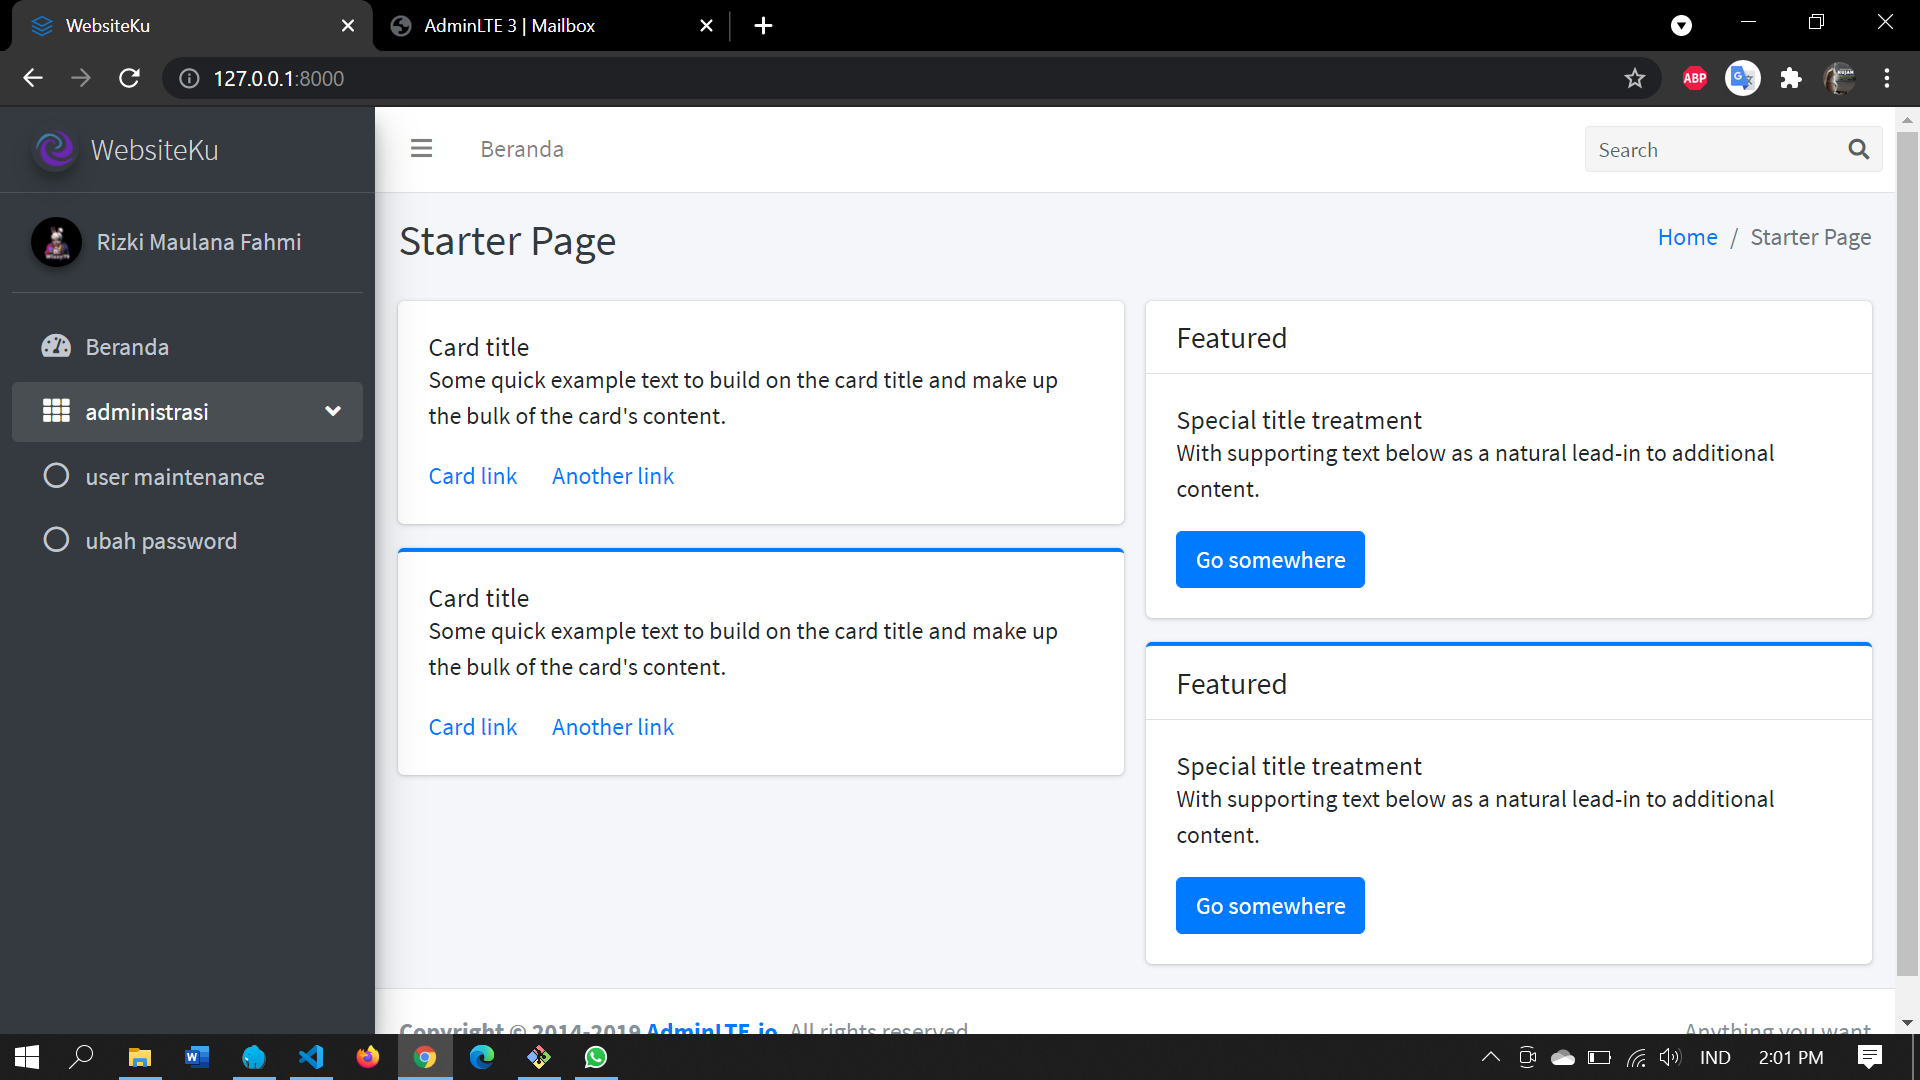 WebsiteKu
AdminLTE 3 | Mailbox
127.0.0.1:8000
ABP
WebsiteKu
Beranda
Search
Rizki Maulana Fahmi
Starter Page
Home / Starter Page
Beranda
administrasi
user maintenance
ubah password
Card title
Some quick example text to build on the card title and make up
the bulk of the card's content.
Card link
Another link
Card title
Some quick example text to build on the card title and make up
the bulk of the card's content.
Card link
Another link
Featured
Special title treatment
With supporting text below as a natural lead-in to additional
content.
Go somewhere
Featured
Special title treatment
With supporting text below as a natural lead-in to additional
content.
Go somewhere
Copyright © 2014-2019 AdminLTE.io. All rights reserved.
Anything you want
IND
2:01 PM